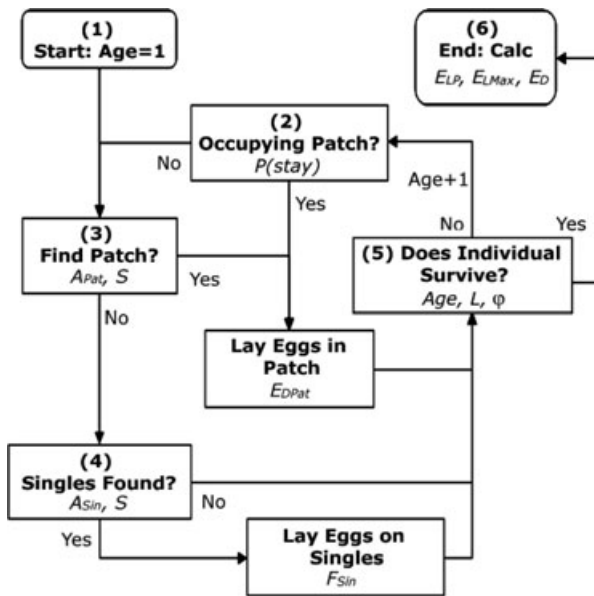 (1)
Start: Age=1
(6)
End: Calc
ELP, ELMax, ED
(2)
Occupying Patch?
P(stay)
No
Yes
Age+1
No
Yes
(3)
Find Patch?
APat, S
Yes
No
(5) Does Individual
Survive?
Age, L, φ
Lay Eggs in
Patch
EDPat
(4)
Singles Found?
ASin, S
No
Yes
Lay Eggs on
Singles
FSin